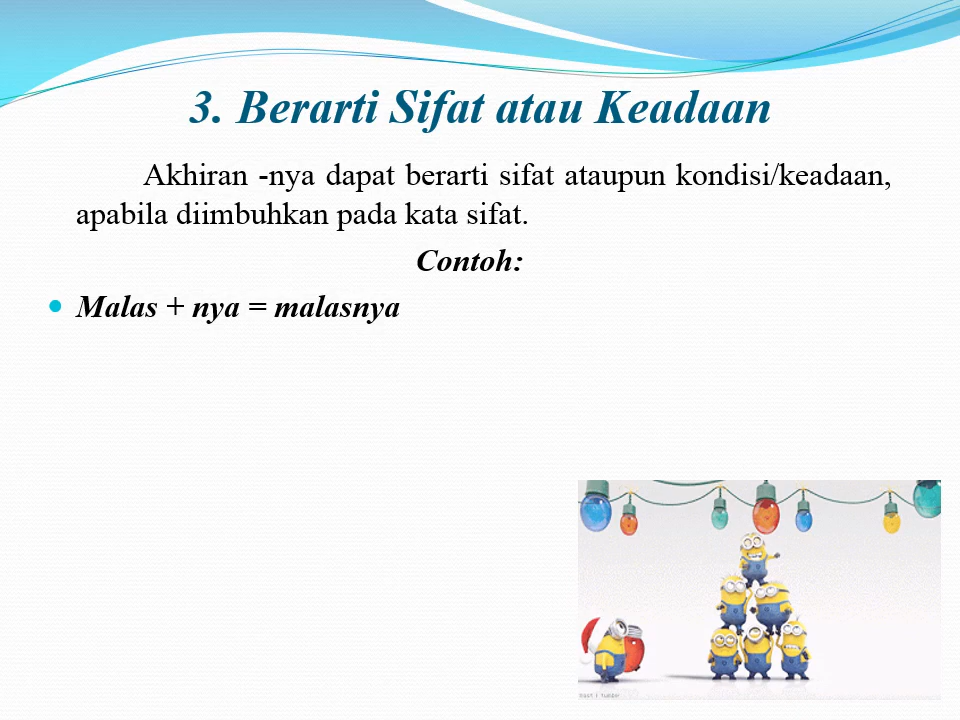 3. Berarti Sifat atau Keadaan
Akhiran -nya dapat berarti sifat ataupun kondisi/keadaan,
apabila diimbuhkan pada kata sifat.
Contoh:
Malas + nya = malasnya